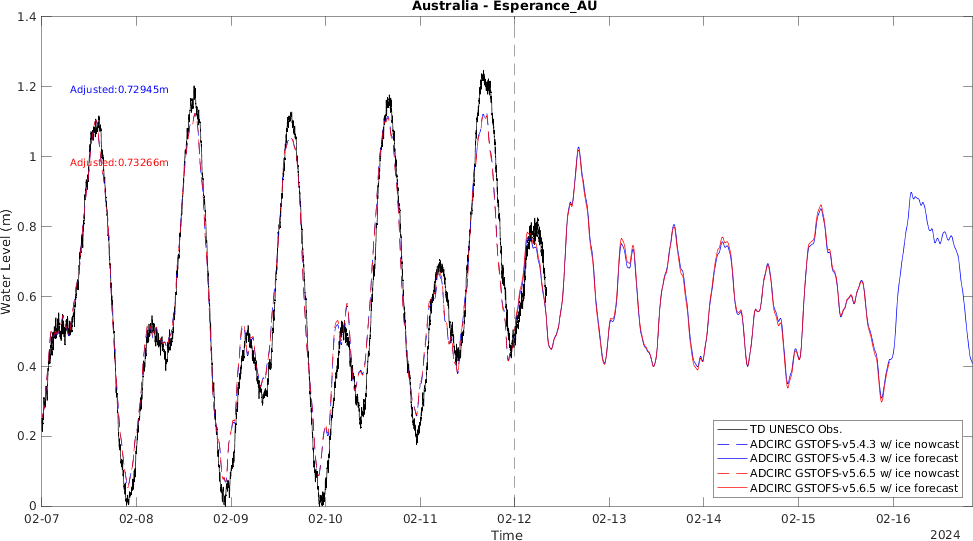 Australia - Esperance_AU
1.4
1.2
1
0.8
0.6
0.4
0.2
0
Water Level (m)
Adjusted:0.72945m
Adjusted:0.73266m
TD UNESCO Obs.
ADCIRC GSTOFS-v5.4.3 w/ ice nowcast
ADCIRC GSTOFS-v5.4.3 w/ ice forecast
ADCIRC GSTOFS-v5.6.5 w/ ice nowcast
ADCIRC GSTOFS-v5.6.5 w/ ice forecast
02-07 02-08 02-09 02-10 02-11 02-12 02-13 02-14 02-15 02-16
Time
2024